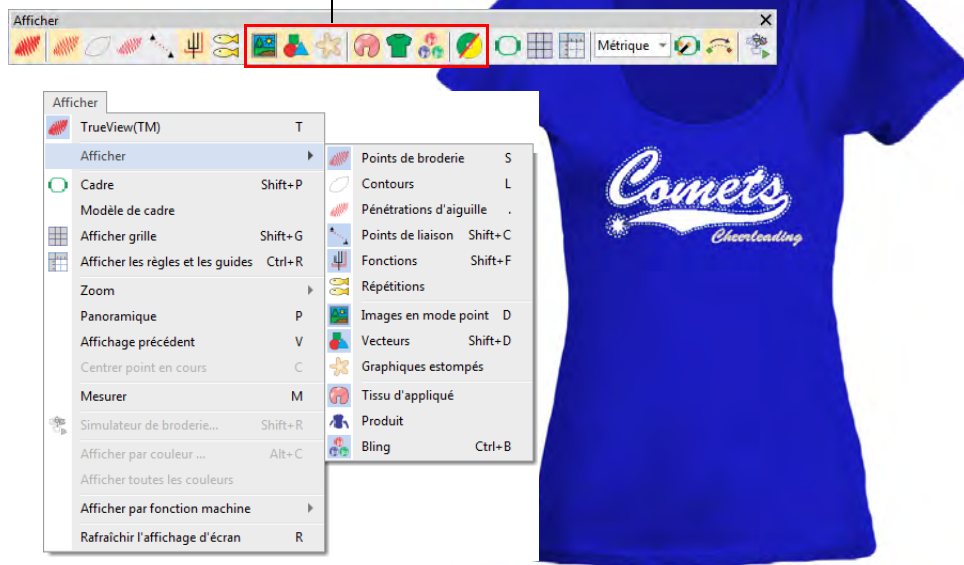 Afficher
Métrique
Afficher
TrueView(TM) T
Afficher
Cadre Shift+P
Modèle de cadre
Afficher grille Shift+G
Afficher les règles et les guides Ctrl+R
Zoom
Panoramique P
Affichage précédent V
Centrer point en cours C
Mesurer M
Simulateur de broderie... Shift+R
Afficher par couleur ... Alt+C
Afficher toutes les couleurs
Afficher par fonction machine
Rafraîchir l'affichage d'écran R
Points de broderie S
Contours L
Pénétrations d'aiguille .
Points de liaison Shift+C
Fonctions Shift+F
Répétitions
Images en mode point D
Vecteurs Shift+D
Graphiques estompés
Tissu d'appliqué
Produit
Bling Ctrl+B
Comets
Cheerleading